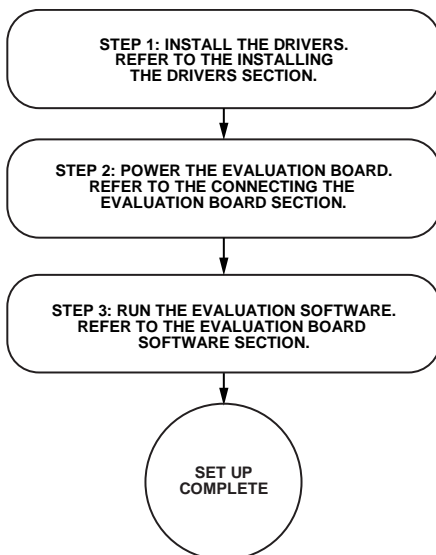 STEP 1: INSTALL THE DRIVERS.
REFER TO THE INSTALLING
THE DRIVERS SECTION.
STEP 2: POWER THE EVALUATION BOARD.
REFER TO THE CONNECTING THE
EVALUATION BOARD SECTION.
STEP 3: RUN THE EVALUATION SOFTWARE.
REFER TO THE EVALUATION BOARD
SOFTWARE SECTION.
SET UP
COMPLETE